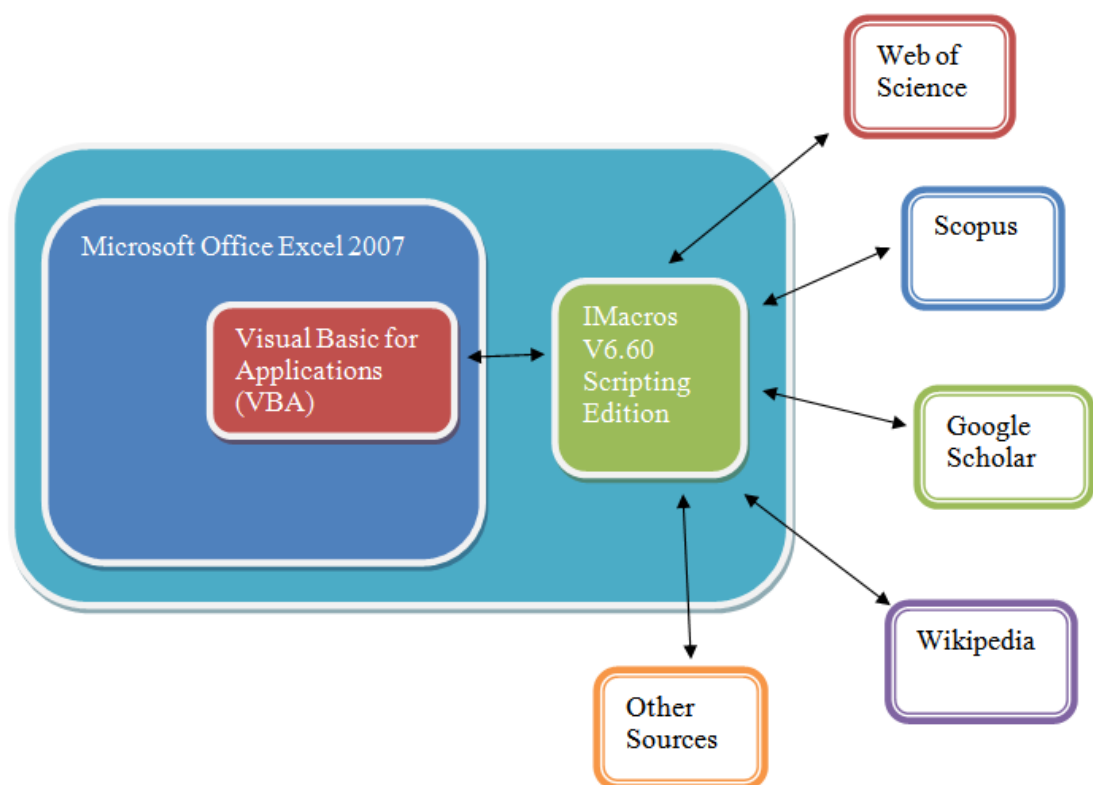 Web of
Science
Scopus
Microsoft Office Excel 2007
Visual Basic for
Applications
(VBA)
IMacros
V6.60
Scripting
Edition
Google
Scholar
Wikipedia
Other
Sources